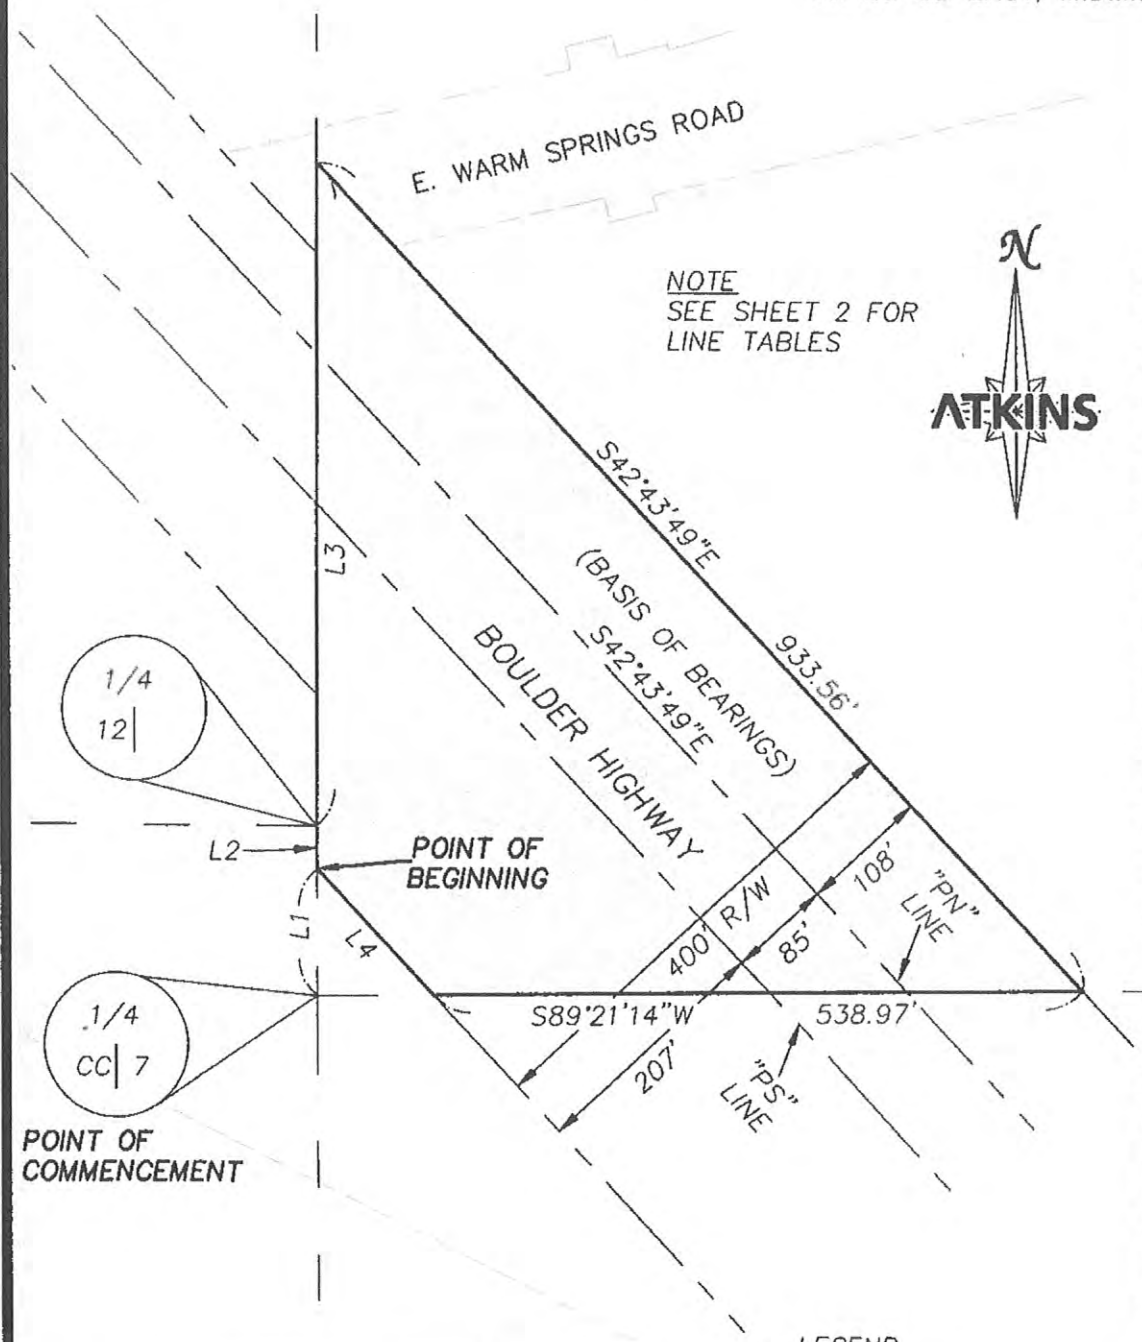 E. WARM SPRINGS ROAD
N
NOTE
SEE SHEET 2 FOR
LINE TABLES
ATKINS
S42°43'49"E
933.56'
(BASIS OF BEARINGS)
S42°43'49"E
L3
BOULDER HIGHWAY
1/4
12
L2
POINT OF
BEGINNING
L1
L4
400' R/W
108'
85'
"PN"
LINE
1/4
CC 7
S89°21'14"W
538.97'
207'
"PS"
LINE
POINT OF
COMMENCEMENT
LEGEND